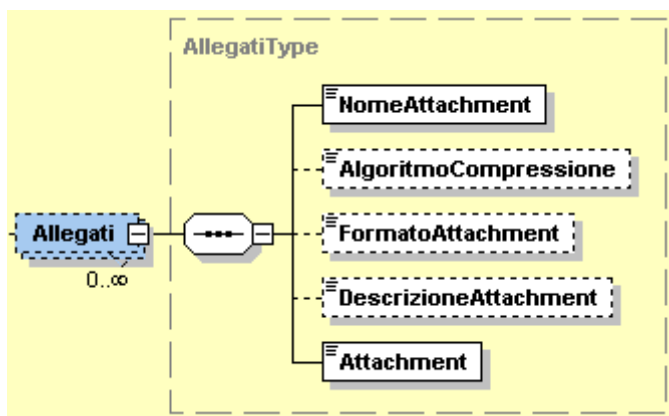 AllegatiType
NomeAttachment
AlgoritmoCompressione
Allegati
FormatoAttachment
0..∞
DescrizioneAttachment
Attachment